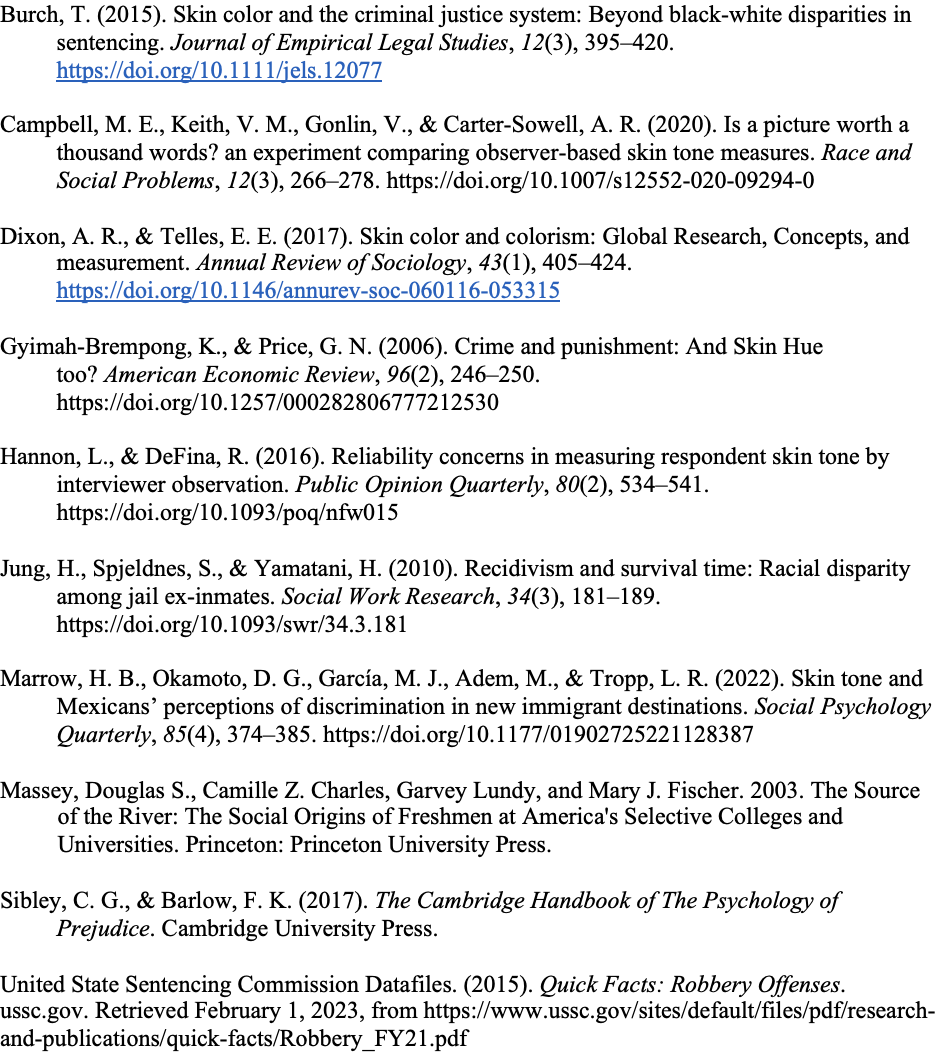 Burch, T. (2015). Skin color and the criminal justice system: Beyond black-white disparities in
sentencing. Journal of Empirical Legal Studies, 12(3), 395–420.
https://doi.org/10.1111/jels.12077
Campbell, M. E., Keith, V. M., Gonlin, V., & Carter-Sowell, A. R. (2020). Is a picture worth a
thousand words? an experiment comparing observer-based skin tone measures. Race and
Social Problems, 12(3), 266–278. https://doi.org/10.1007/s12552-020-09294-0
Dixon, A. R., & Telles, E. E. (2017). Skin color and colorism: Global Research, Concepts, and
measurement. Annual Review of Sociology, 43(1), 405–424.
https://doi.org/10.1146/annurev-soc-060116-053315
Gyimah-Brempong, K., & Price, G. N. (2006). Crime and punishment: And Skin Hue
too? American Economic Review, 96(2), 246–250.
https://doi.org/10.1257/000282806777212530
Hannon, L., & DeFina, R. (2016). Reliability concerns in measuring respondent skin tone by
interviewer observation. Public Opinion Quarterly, 80(2), 534–541.
https://doi.org/10.1093/poq/nfw015
Jung, H., Spjeldnes, S., & Yamatani, H. (2010). Recidivism and survival time: Racial disparity
among jail ex-inmates. Social Work Research, 34(3), 181–189.
https://doi.org/10.1093/swr/34.3.181
Marrow, H. B., Okamoto, D. G., García, M. J., Adem, M., & Tropp, L. R. (2022). Skin tone and
Mexicans’ perceptions of discrimination in new immigrant destinations. Social Psychology
Quarterly, 85(4), 374–385. https://doi.org/10.1177/01902725221128387
Massey, Douglas S., Camille Z. Charles, Garvey Lundy, and Mary J. Fischer. 2003. The Source
of the River: The Social Origins of Freshmen at America's Selective Colleges and
Universities. Princeton: Princeton University Press.
Sibley, C. G., & Barlow, F. K. (2017). The Cambridge Handbook of The Psychology of
Prejudice. Cambridge University Press.
United State Sentencing Commission Datafiles. (2015). Quick Facts: Robbery Offenses.
ussc.gov. Retrieved February 1, 2023, from https://www.ussc.gov/sites/default/files/pdf/research-
and-publications/quick-facts/Robbery_FY21.pdf